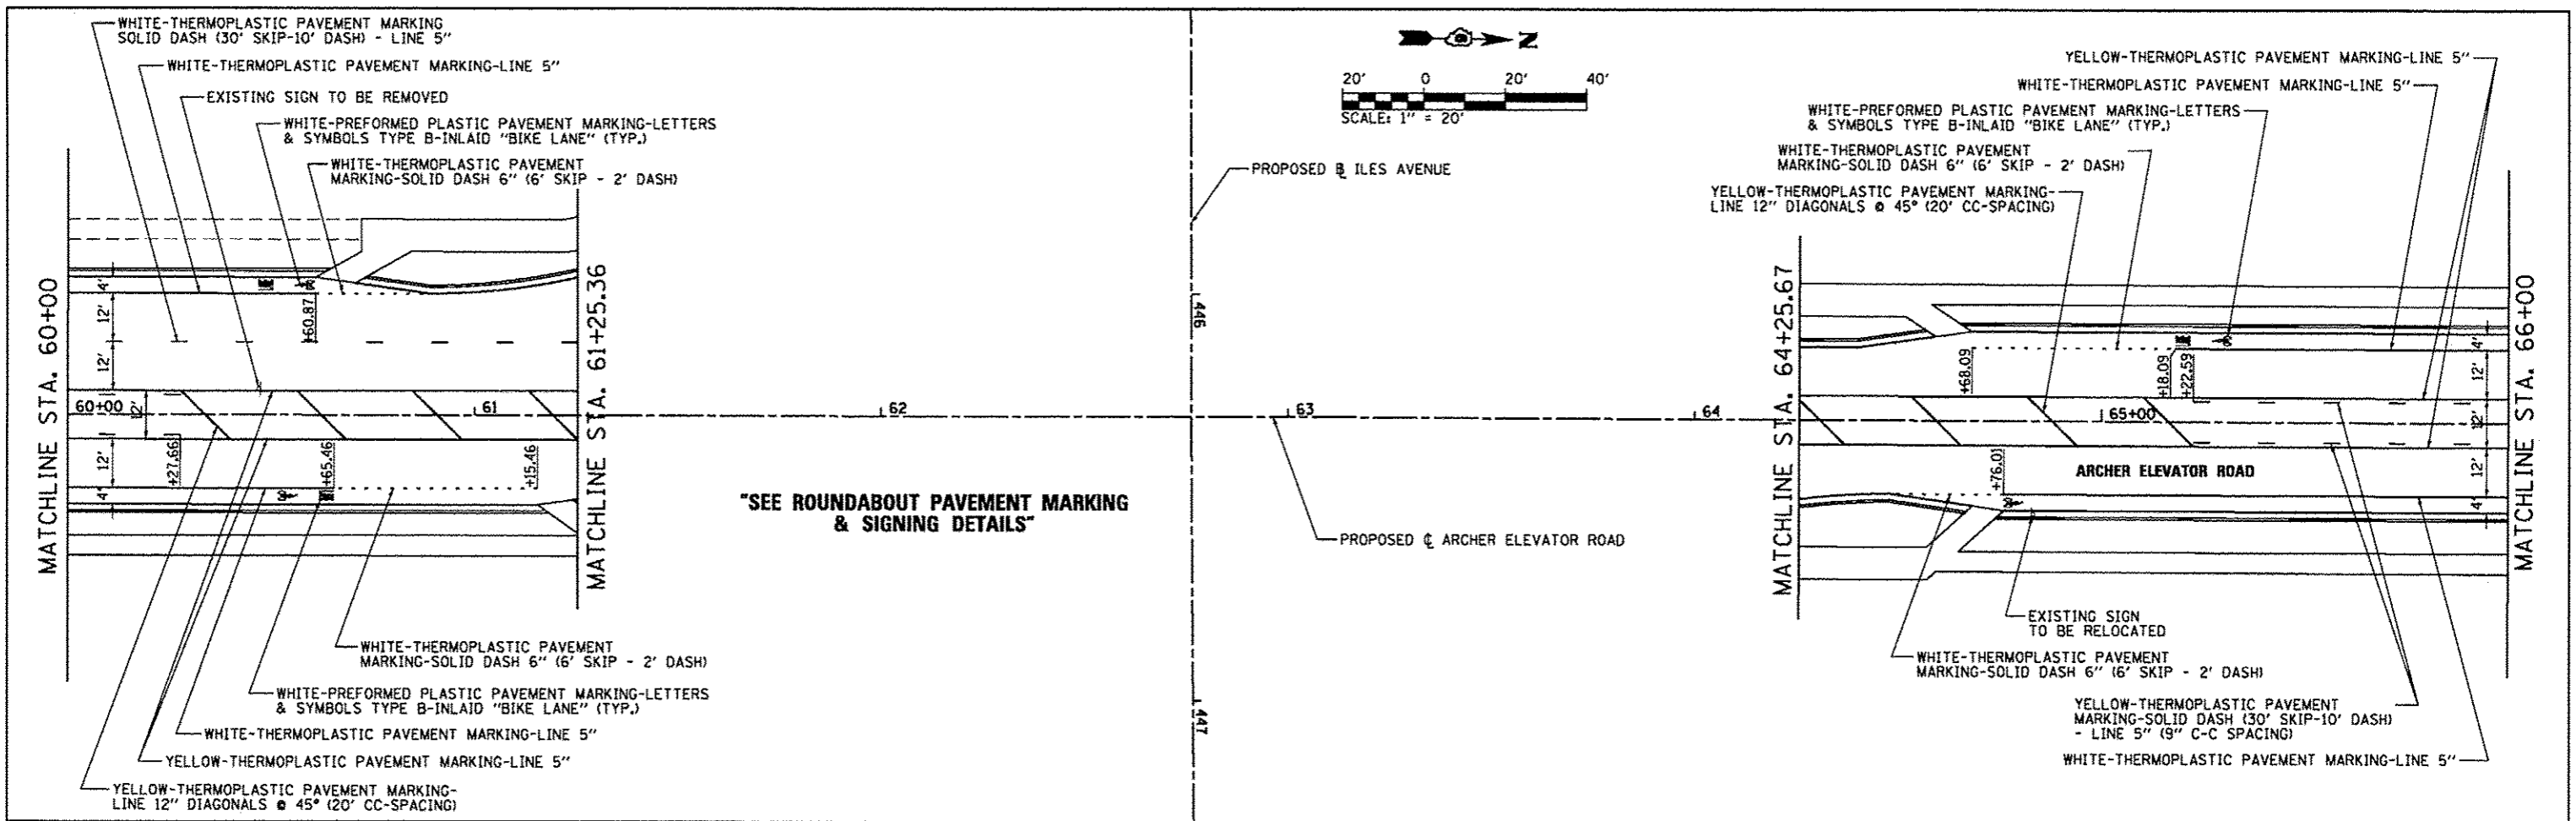 WHITE-THERMOPLASTIC PAVEMENT MARKING
SOLID DASH (30' SKIP-10' DASH) - LINE 5"
WHITE-THERMOPLASTIC PAVEMENT MARKING-LINE 5"
EXISTING SIGN TO BE REMOVED
WHITE-PREFORMED PLASTIC PAVEMENT MARKING-LETTERS
& SYMBOLS TYPE B-INLAID "BIKE LANE" (TYP.)
WHITE-THERMOPLASTIC PAVEMENT
MARKING-SOLID DASH 6" (6' SKIP - 2' DASH)
MATCHLINE STA. 60+00
4'
12'
12'
60+00
12'
12'
4'
+60.87
61
+27.66
+65.46
+15.46
MATCHLINE STA. 61+25.36
WHITE-THERMOPLASTIC PAVEMENT
MARKING-SOLID DASH 6" (6' SKIP - 2' DASH)
WHITE-PREFORMED PLASTIC PAVEMENT MARKING-LETTERS
& SYMBOLS TYPE B-INLAID "BIKE LANE" (TYP.)
WHITE-THERMOPLASTIC PAVEMENT MARKING-LINE 5"
YELLOW-THERMOPLASTIC PAVEMENT MARKING-LINE 5"
YELLOW-THERMOPLASTIC PAVEMENT MARKING-
LINE 12" DIAGONALS @ 45° (20' CC-SPACING)
N
20' 0 20' 40'
SCALE: 1" = 20'
PROPOSED ℄ ILES AVENUE
446
62
63
64
"SEE ROUNDABOUT PAVEMENT MARKING
& SIGNING DETAILS"
PROPOSED ℄ ARCHER ELEVATOR ROAD
447
YELLOW-THERMOPLASTIC PAVEMENT MARKING-LINE 5"
WHITE-THERMOPLASTIC PAVEMENT MARKING-LINE 5"
WHITE-PREFORMED PLASTIC PAVEMENT MARKING-LETTERS
& SYMBOLS TYPE B-INLAID "BIKE LANE" (TYP.)
WHITE-THERMOPLASTIC PAVEMENT
MARKING-SOLID DASH 6" (6' SKIP - 2' DASH)
YELLOW-THERMOPLASTIC PAVEMENT MARKING-
LINE 12" DIAGONALS @ 45° (20' CC-SPACING)
MATCHLINE STA. 64+25.67
+68.09
+18.09
+22.59
65+00
+76.01
ARCHER ELEVATOR ROAD
4'
12'
12'
12'
4'
MATCHLINE STA. 66+00
EXISTING SIGN
TO BE RELOCATED
WHITE-THERMOPLASTIC PAVEMENT
MARKING-SOLID DASH 6" (6' SKIP - 2' DASH)
YELLOW-THERMOPLASTIC PAVEMENT
MARKING-SOLID DASH (30' SKIP-10' DASH)
- LINE 5" (9" C-C SPACING)
WHITE-THERMOPLASTIC PAVEMENT MARKING-LINE 5"